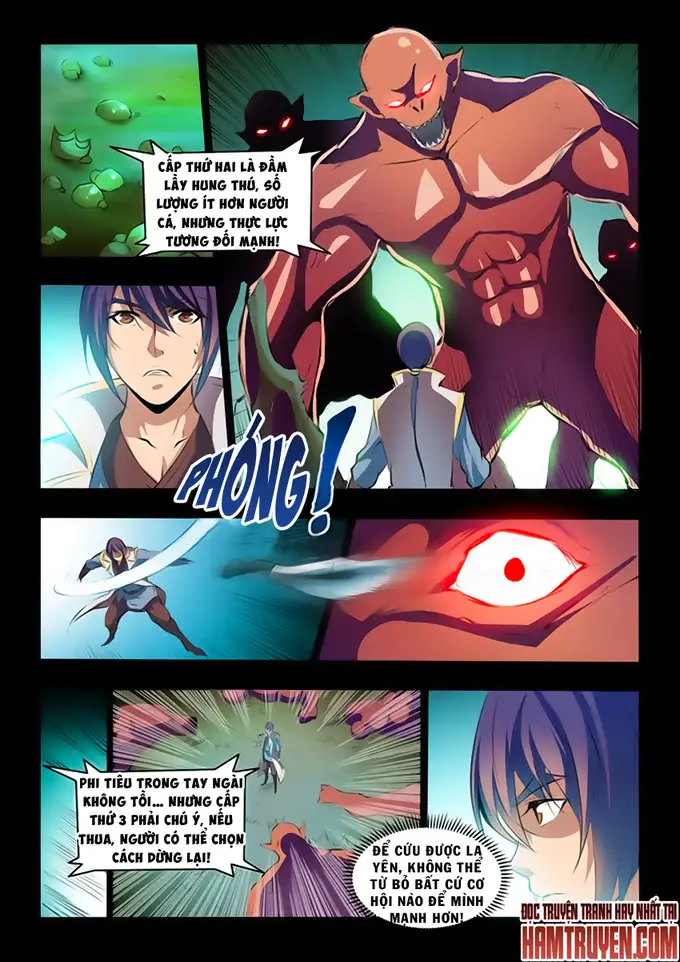 CẤP THỨ HAI LÀ ĐẦM
LẦY HUNG THÚ, SỐ
LƯỢNG ÍT HƠN NGƯỜI
CÁ, NHƯNG THỰC LỰC
TƯƠNG ĐỐI MẠNH!
PHÓNG!
PHI TIÊU TRONG TAY NGÀI
KHÔNG TỒI... NHƯNG CẤP
THỨ 3 PHẢI CHÚ Ý, NẾU
THUA, NGƯỜI CÓ THỂ CHỌN
CÁCH DỪNG LẠI!
ĐỂ CỨU ĐƯỢC LA
YÊN, KHÔNG THỂ
TỪ BỎ BẤT CỨ CƠ
HỘI NÀO ĐỂ MÌNH
MẠNH HƠN!
ĐỌC TRUYỆN TRANH HAY NHẤT TẠI
HAMTRUYEN.COM